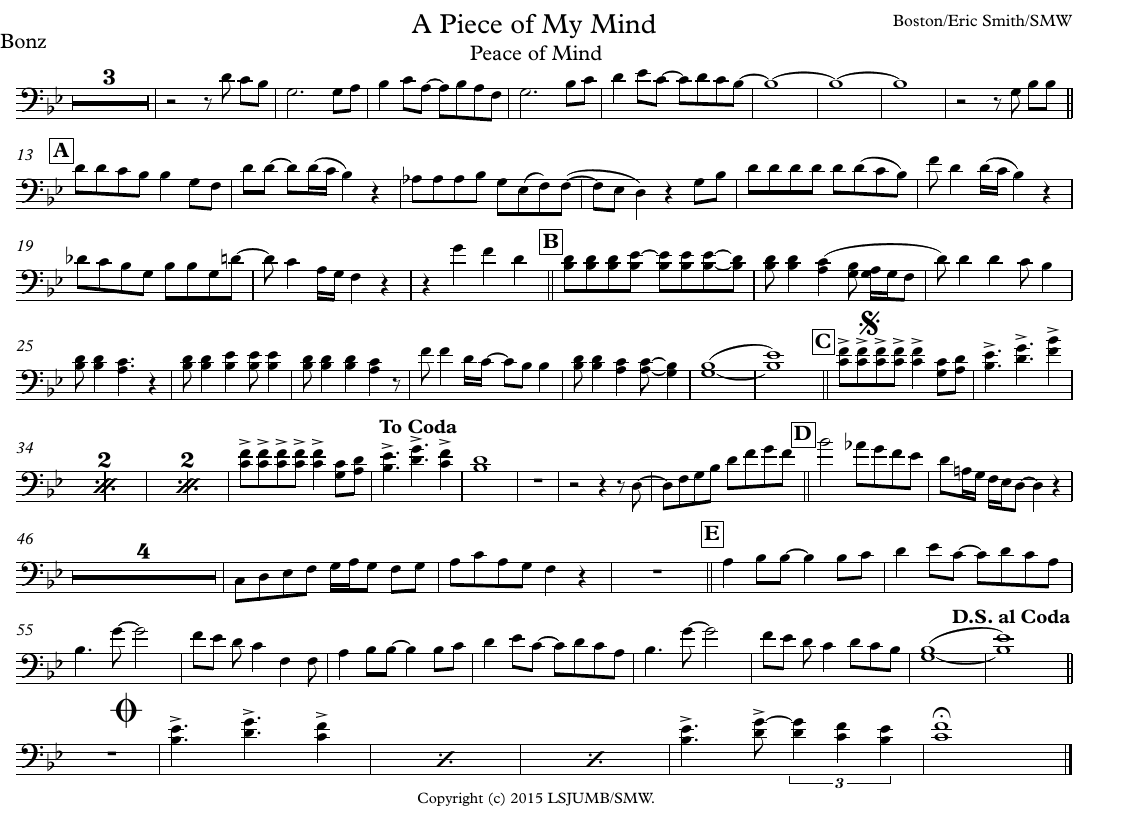 A Piece of My Mind
Boston/Eric Smith/SMW
Bonz
Peace of Mind
3
13 A
19 B
25 C
34 2 2 To Coda D
46 4 E
55 D.S. al Coda
3
Copyright (c) 2015 LSJUMB/SMW.